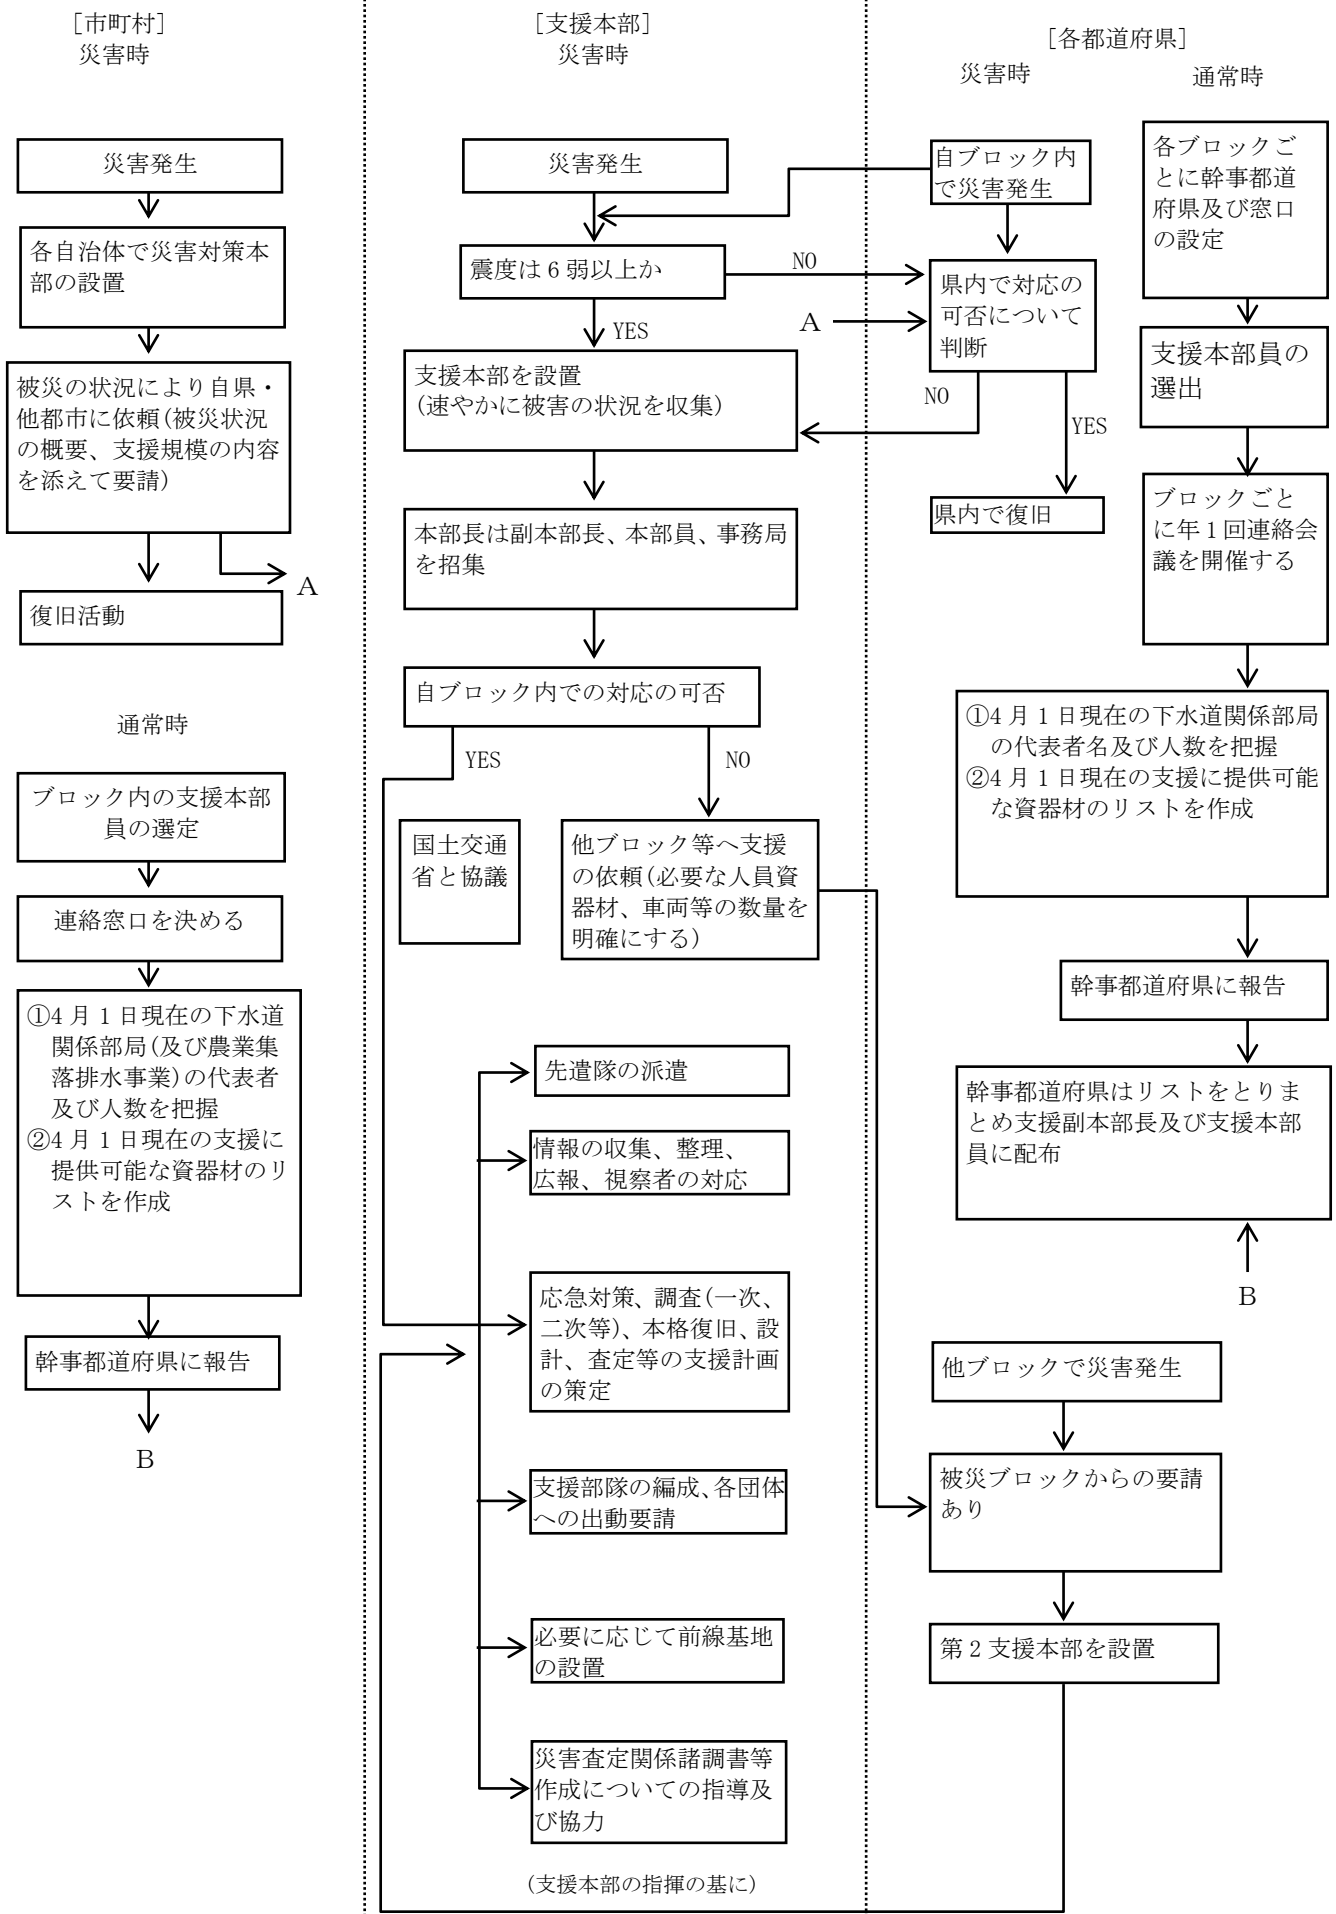 [市町村]
災害時
災害発生
各自治体で災害対策本
部の設置
被災の状況により自県・
他都市に依頼(被災状況
の概要、支援規模の内容
を添えて要請)
A
復旧活動
通常時
ブロック内の支援本部
員の選定
連絡窓口を決める
①4月1日現在の下水道
関係部局(及び農業集
落排水事業)の代表者
及び人数を把握
②4月1日現在の支援に
提供可能な資器材のリ
ストを作成
幹事都道府県に報告
B
[支援本部]
災害時
災害発生
震度は6弱以上か
NO
YES
支援本部を設置
(速やかに被害の状況を収集)
本部長は副本部長、本部員、事務局
を招集
自ブロック内での対応の可否
YES
NO
国土交通
省と協議
他ブロック等へ支援
の依頼(必要な人員資
器材、車両等の数量を
明確にする)
先遣隊の派遣
情報の収集、整理、
広報、視察者の対応
応急対策、調査(一次、
二次等)、本格復旧、設
計、査定等の支援計画
の策定
支援部隊の編成、各団体
への出動要請
必要に応じて前線基地
の設置
災害査定関係諸調書等
作成についての指導及
び協力
(支援本部の指揮の基に)
[各都道府県]
災害時
自ブロック内
で災害発生
A
県内で対応の
可否について
判断
NO
YES
県内で復旧
通常時
各ブロックご
とに幹事都道
府県及び窓口
の設定
支援本部員の
選出
ブロックごと
に年1回連絡会
議を開催する
①4月1日現在の下水道関係部局
の代表者名及び人数を把握
②4月1日現在の支援に提供可能
な資器材のリストを作成
幹事都道府県に報告
幹事都道府県はリストをとりま
とめ支援副本部長及び支援本部
員に配布
B
他ブロックで災害発生
被災ブロックからの要請
あり
第2支援本部を設置